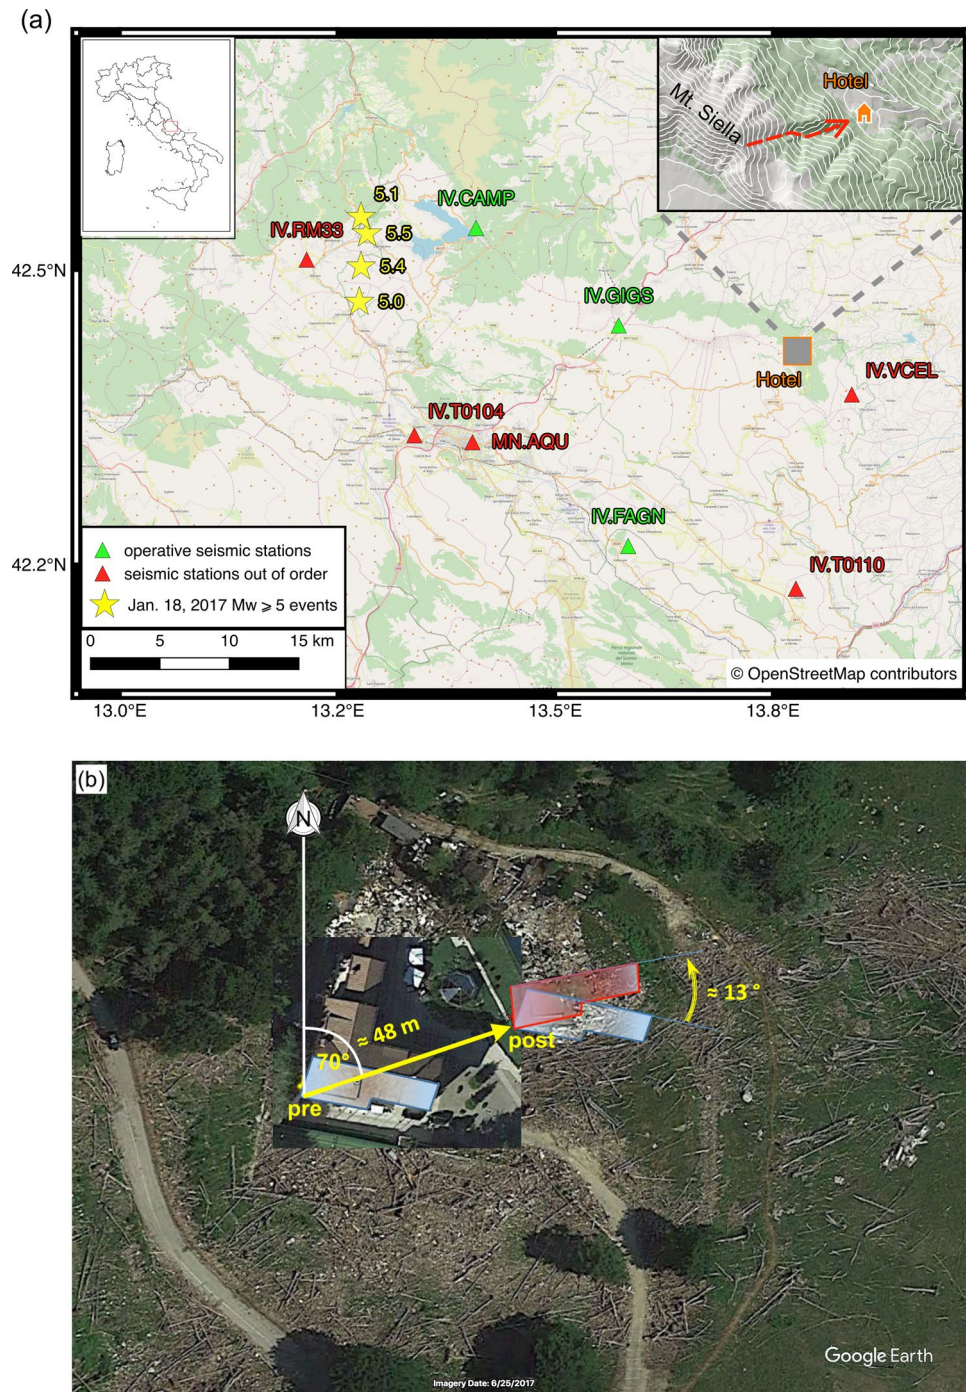 (a)
Hotel
Mt. Siella
5.1
IV.CAMP
IV.RM33
5.5
5.4
42.5°N
5.0
IV.GIGS
Hotel
IV.VCEL
IV.T0104
MN.AQU
IV.FAGN
operative seismic stations
42.2°N
seismic stations out of order
IV.T0110
Jan. 18, 2017 Mw ⩾ 5 events
0 5 10 15 km
© OpenStreetMap contributors
13.0°E 13.2°E 13.5°E 13.8°E
(b)
N
≈ 13°
≈ 48 m
post
70°
pre
Google Earth
Imagery Date: 6/25/2017